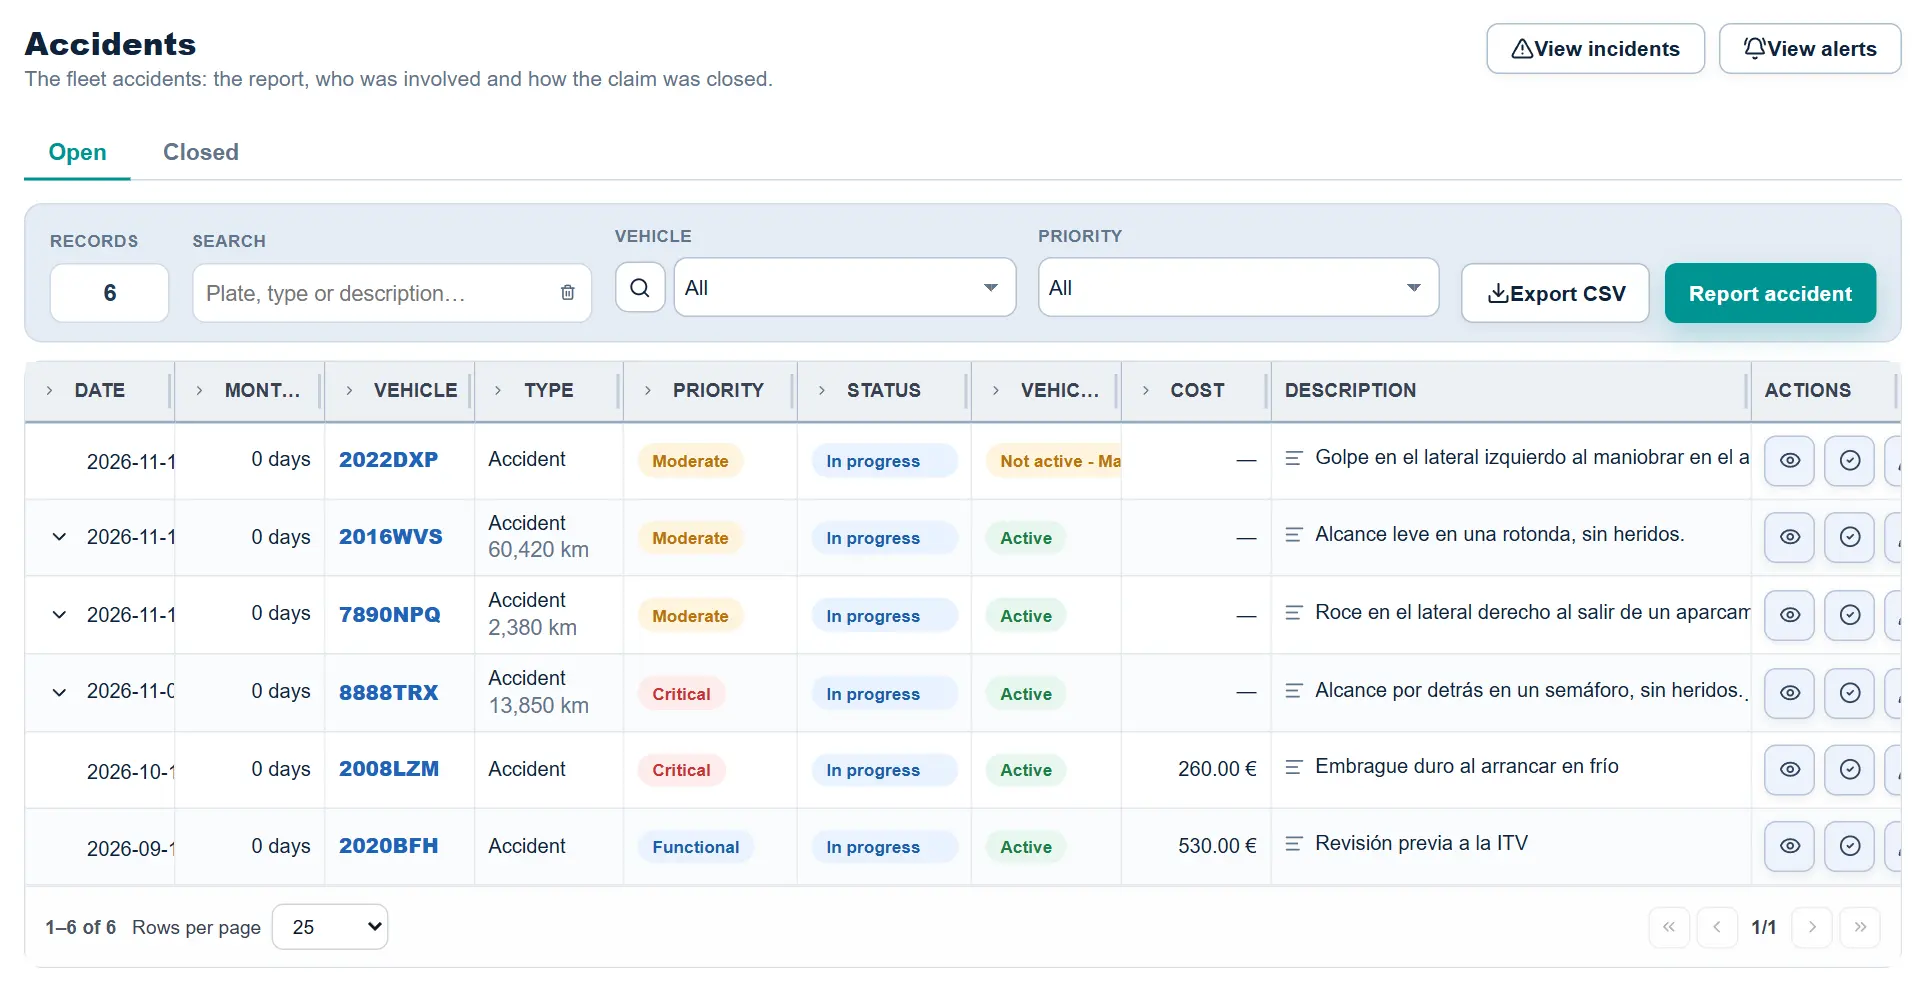 Accidents
The fleet accidents: the report, who was involved and how the claim was closed.
View incidents
View alerts
Open
Closed
RECORDS
SEARCH
VEHICLE
PRIORITY
6
Plate, type or description…
All
All
Export CSV
Report accident
DATE MONT… VEHICLE TYPE PRIORITY STATUS VEHIC… COST DESCRIPTION ACTIONS
2026-11-1 0 days 2022DXP Accident Moderate In progress Not active - Ma — Golpe en el lateral izquierdo al maniobrar en el a
2026-11-1 0 days 2016WVS Accident 60,420 km Moderate In progress Active — Alcance leve en una rotonda, sin heridos.
2026-11-1 0 days 7890NPQ Accident 2,380 km Moderate In progress Active — Roce en el lateral derecho al salir de un aparcam
2026-11-0 0 days 8888TRX Accident 13,850 km Critical In progress Active — Alcance por detrás en un semáforo, sin heridos.
2026-10-1 0 days 2008LZM Accident Critical In progress Active 260.00 € Embrague duro al arrancar en frío
2026-09-1 0 days 2020BFH Accident Functional In progress Active 530.00 € Revisión previa a la ITV
1–6 of 6 Rows per page 25 « ‹ 1/1 › »